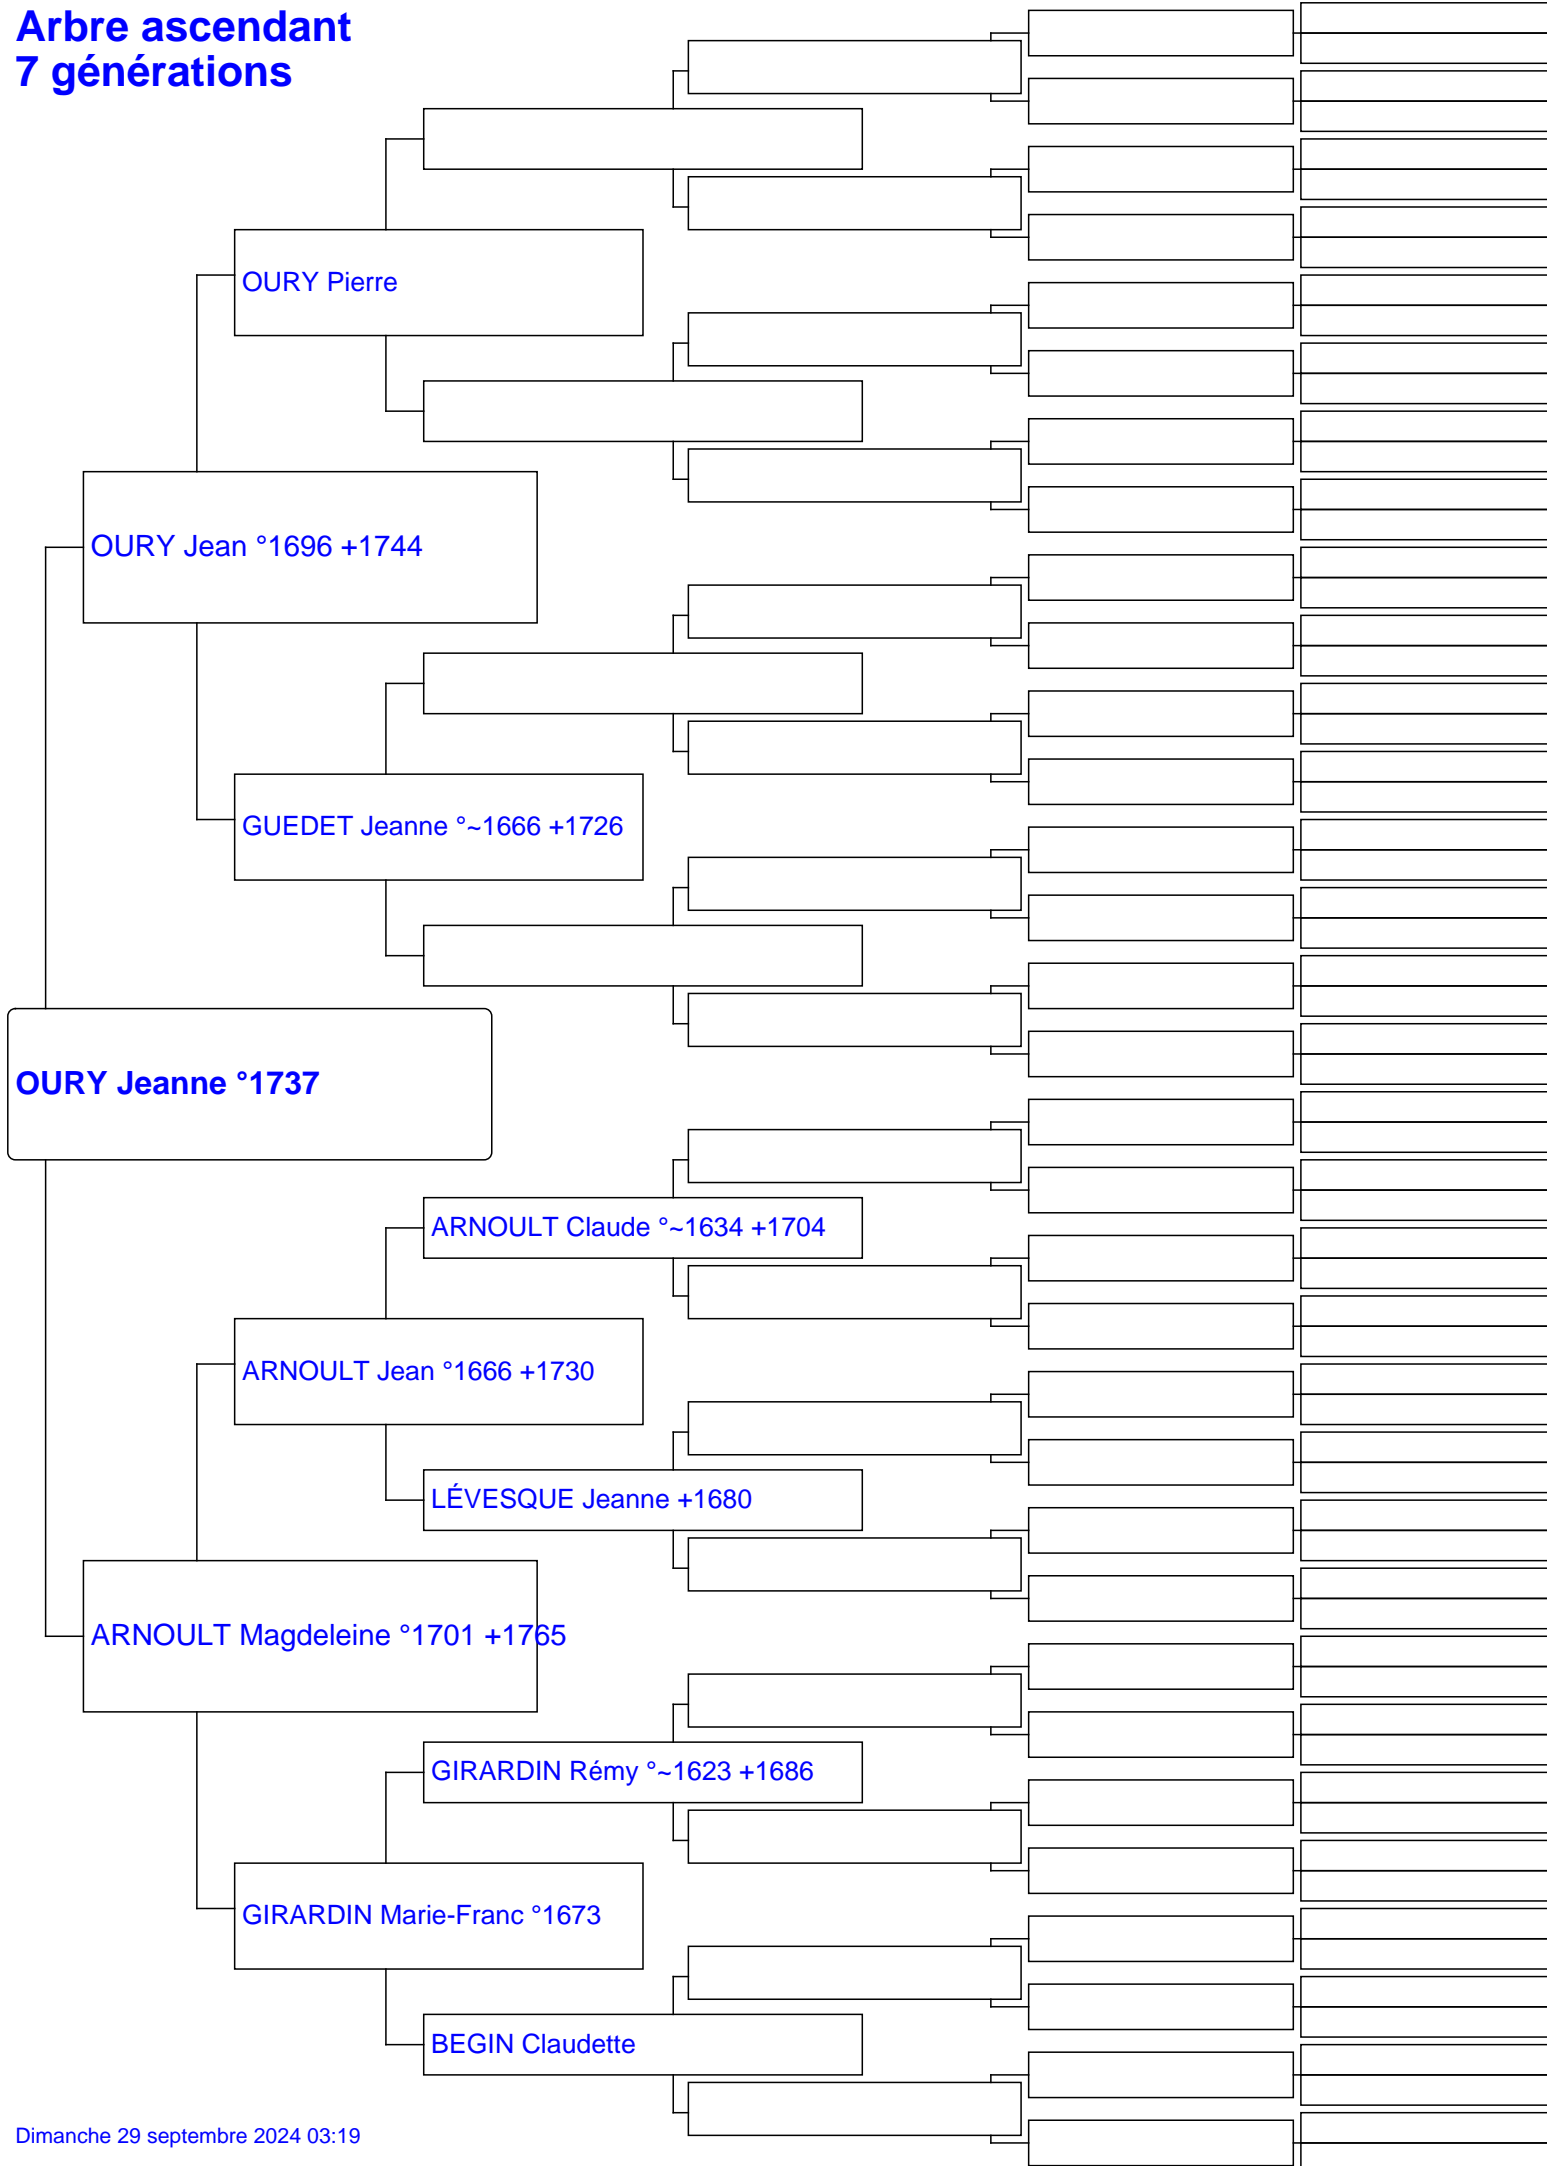 Arbre ascendant
7 générations
OURY Pierre
OURY Jean °1696 +1744
GUEDET Jeanne °~1666 +1726
OURY Jeanne °1737
ARNOULT Claude °~1634 +1704
ARNOULT Jean °1666 +1730
LÉVESQUE Jeanne +1680
ARNOULT Magdeleine °1701 +1765
GIRARDIN Rémy °~1623 +1686
GIRARDIN Marie-Franc °1673
BEGIN Claudette
Dimanche 29 septembre 2024 03:19